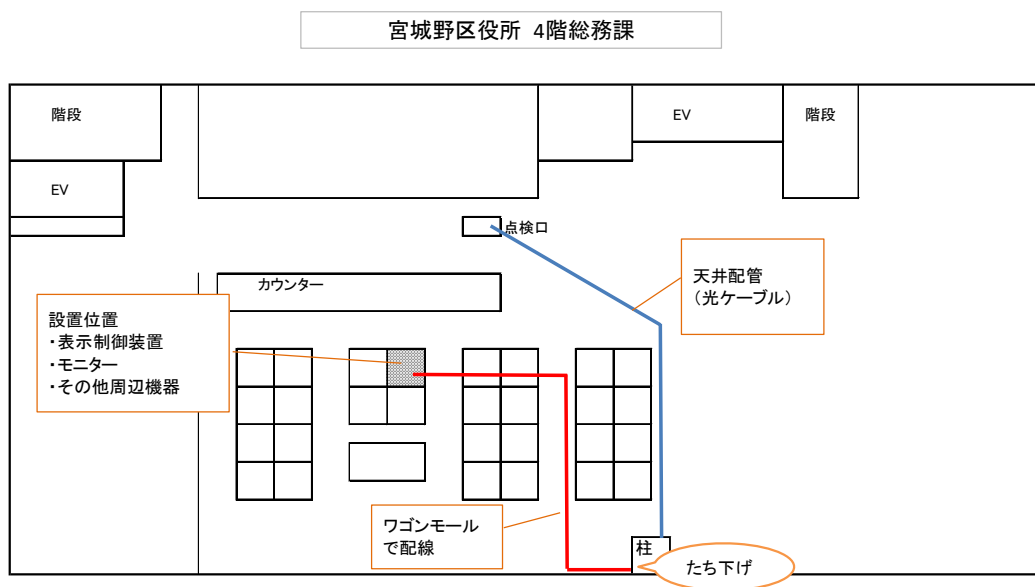 宮城野区役所 4階総務課
階段
EV
階段
EV
点検口
天井配管
（光ケーブル）
カウンター
設置位置
・表示制御装置
・モニター
・その他周辺機器
ワゴンモール
で配線
柱
たち下げ